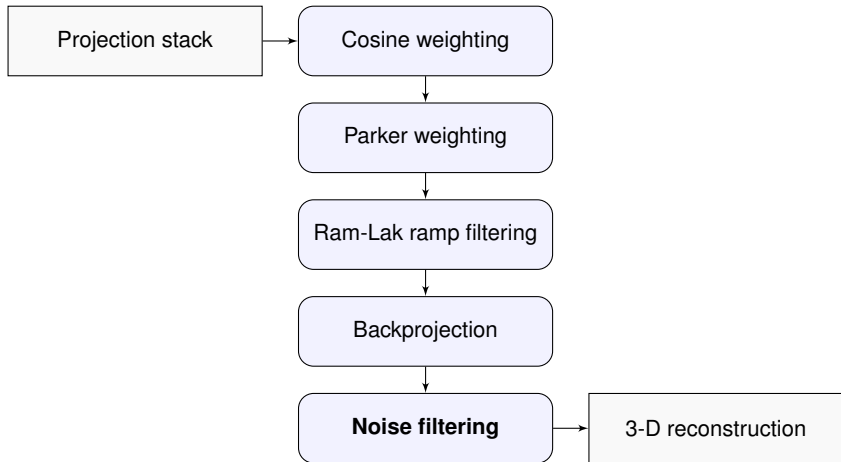 Projection stack
Cosine weighting
Parker weighting
Ram-Lak ramp filtering
Backprojection
Noise filtering
3-D reconstruction